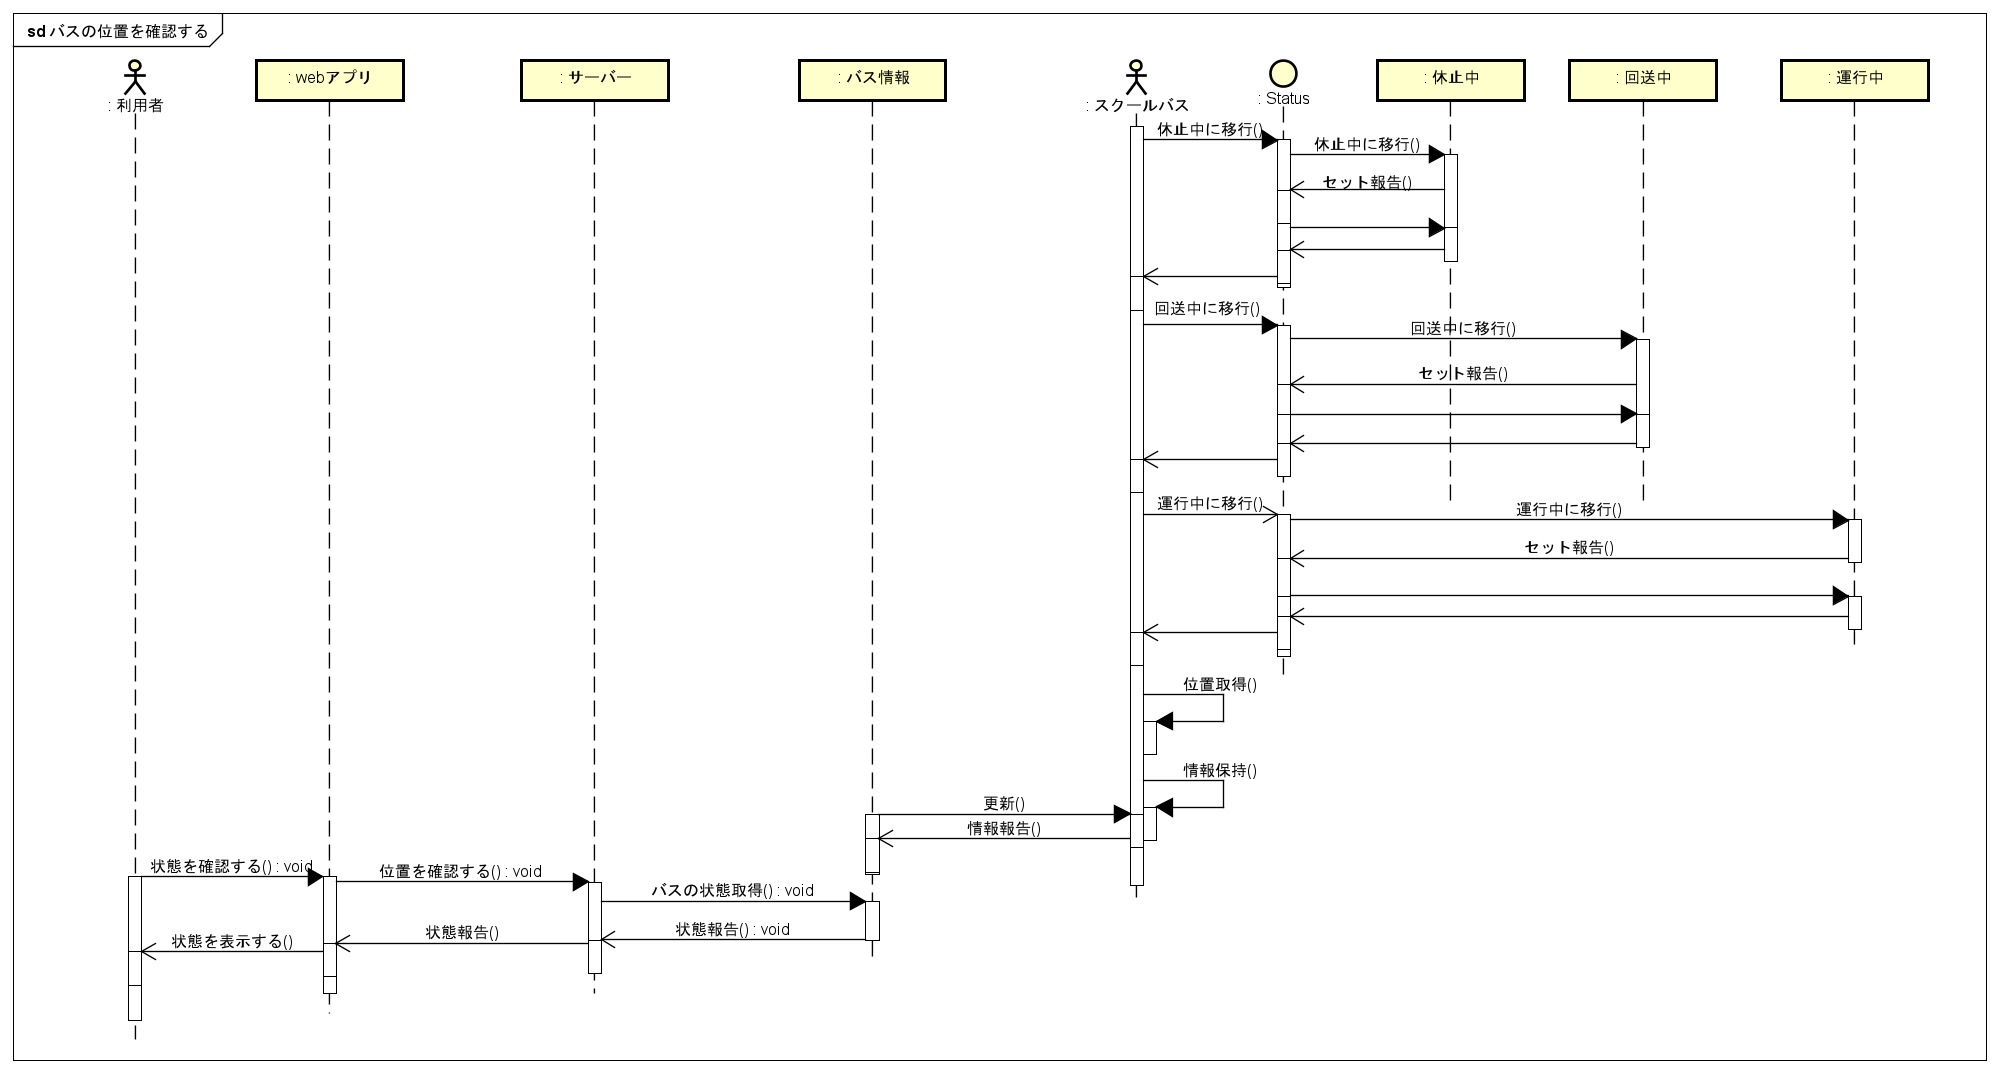 sd バスの位置を確認する
: 利用者
: webアプリ
: サーバー
: バス情報
: スクールバス
: Status
: 休止中
: 回送中
: 運行中
休止中に移行()
休止中に移行()
セット報告()
回送中に移行()
回送中に移行()
セット報告()
運行中に移行()
運行中に移行()
セット報告()
位置取得()
情報保持()
更新()
情報報告()
状態を確認する() : void
位置を確認する() : void
バスの状態取得() : void
状態報告() : void
状態報告()
状態を表示する()